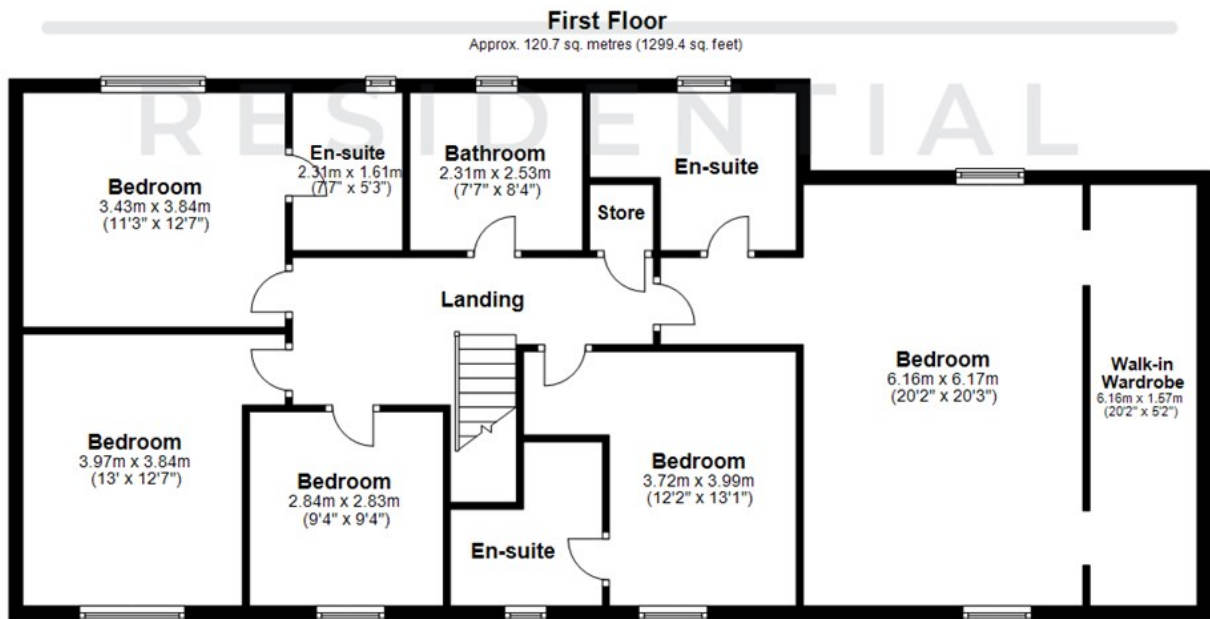 First Floor
Approx. 120.7 sq. metres (1299.4 sq. feet)
RESIDENTIAL
En-suite
2.31m x 1.61m
(7'7" x 5'3")
Bathroom
2.31m x 2.53m
(7'7" x 8'4")
En-suite
Bedroom
3.43m x 3.84m
(11'3" x 12'7")
Store
Landing
Bedroom
6.16m x 6.17m
(20'2" x 20'3")
Walk-in
Wardrobe
6.16m x 1.57m
(20'2" x 5'2")
Bedroom
3.97m x 3.84m
(13' x 12'7")
Bedroom
2.84m x 2.83m
(9'4" x 9'4")
Bedroom
3.72m x 3.99m
(12'2" x 13'1")
En-suite